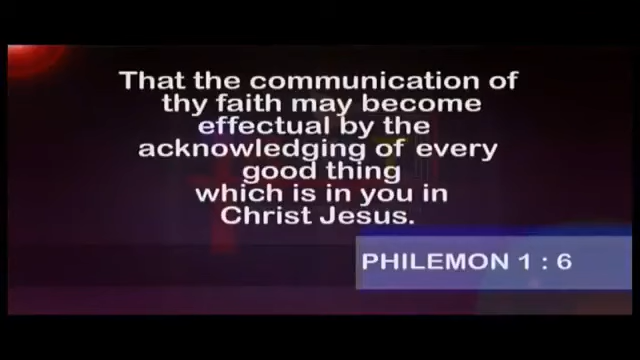 That the communication of
thy faith may become
effectual by the
acknowledging of every
good thing
which is in you in
Christ Jesus.
PHILEMON 1 : 6